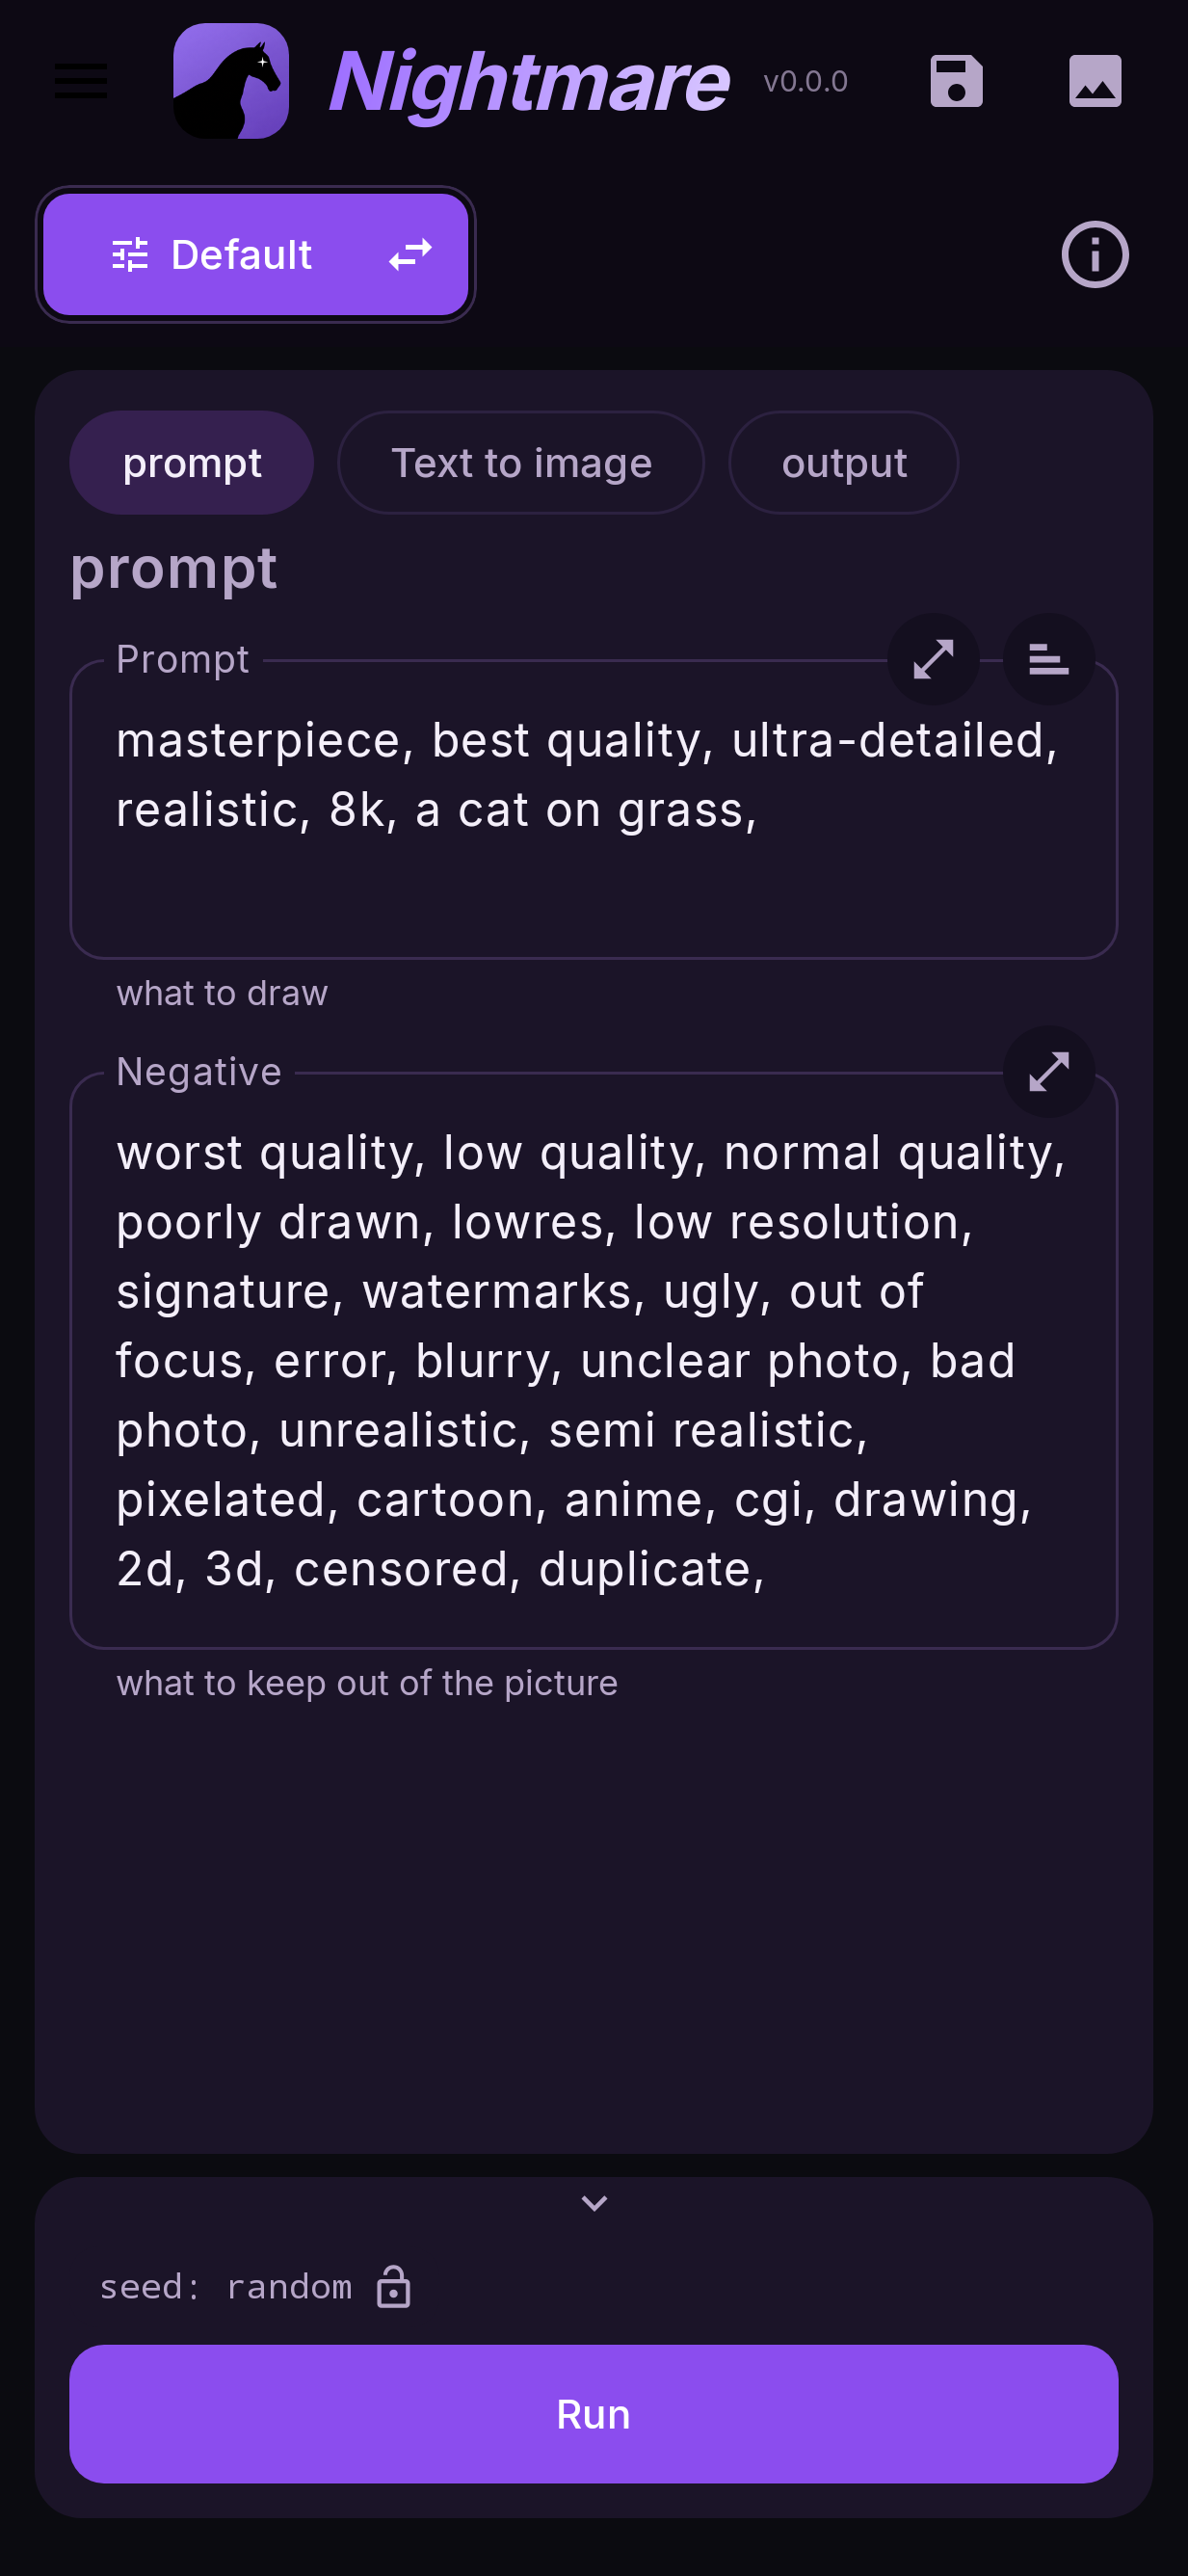 Nightmare v0.0.0
Default
prompt Text to image output
prompt
Prompt
masterpiece, best quality, ultra-detailed,
realistic, 8k, a cat on grass,
what to draw
Negative
worst quality, low quality, normal quality,
poorly drawn, lowres, low resolution,
signature, watermarks, ugly, out of
focus, error, blurry, unclear photo, bad
photo, unrealistic, semi realistic,
pixelated, cartoon, anime, cgi, drawing,
2d, 3d, censored, duplicate,
what to keep out of the picture
seed: random
Run